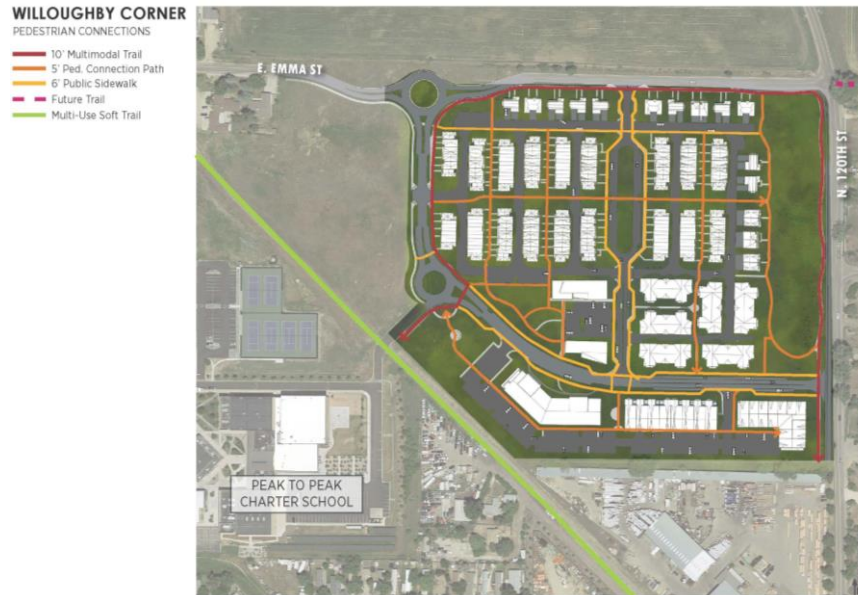 WILLOUGHBY CORNER
PEDESTRIAN CONNECTIONS
10' Multimodal Trail
5' Ped. Connection Path
6' Public Sidewalk
Future Trail
Multi-Use Soft Trail
E. EMMA ST
N. 120TH ST
PEAK TO PEAK
CHARTER SCHOOL